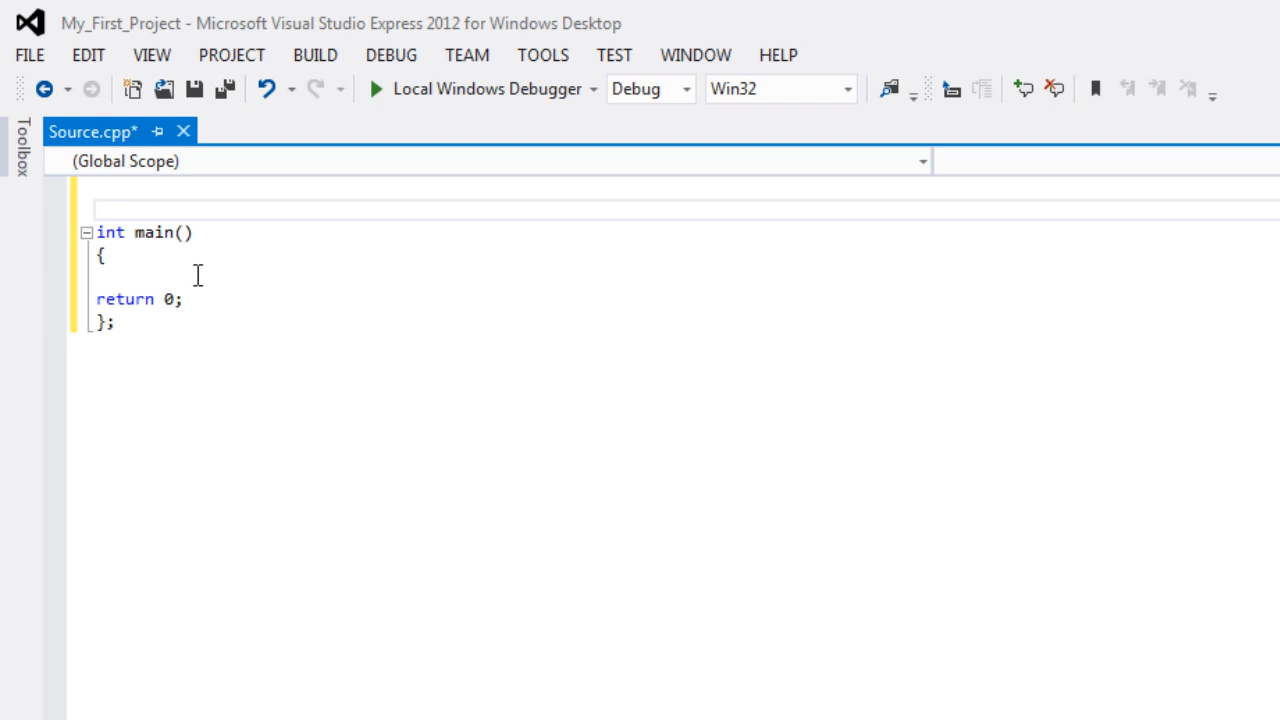 My_First_Project - Microsoft Visual Studio Express 2012 for Windows Desktop
FILE EDIT VIEW PROJECT BUILD DEBUG TEAM TOOLS TEST WINDOW HELP
Local Windows Debugger Debug Win32
Toolbox
Source.cpp*
(Global Scope)
int main()
{
return 0;
};